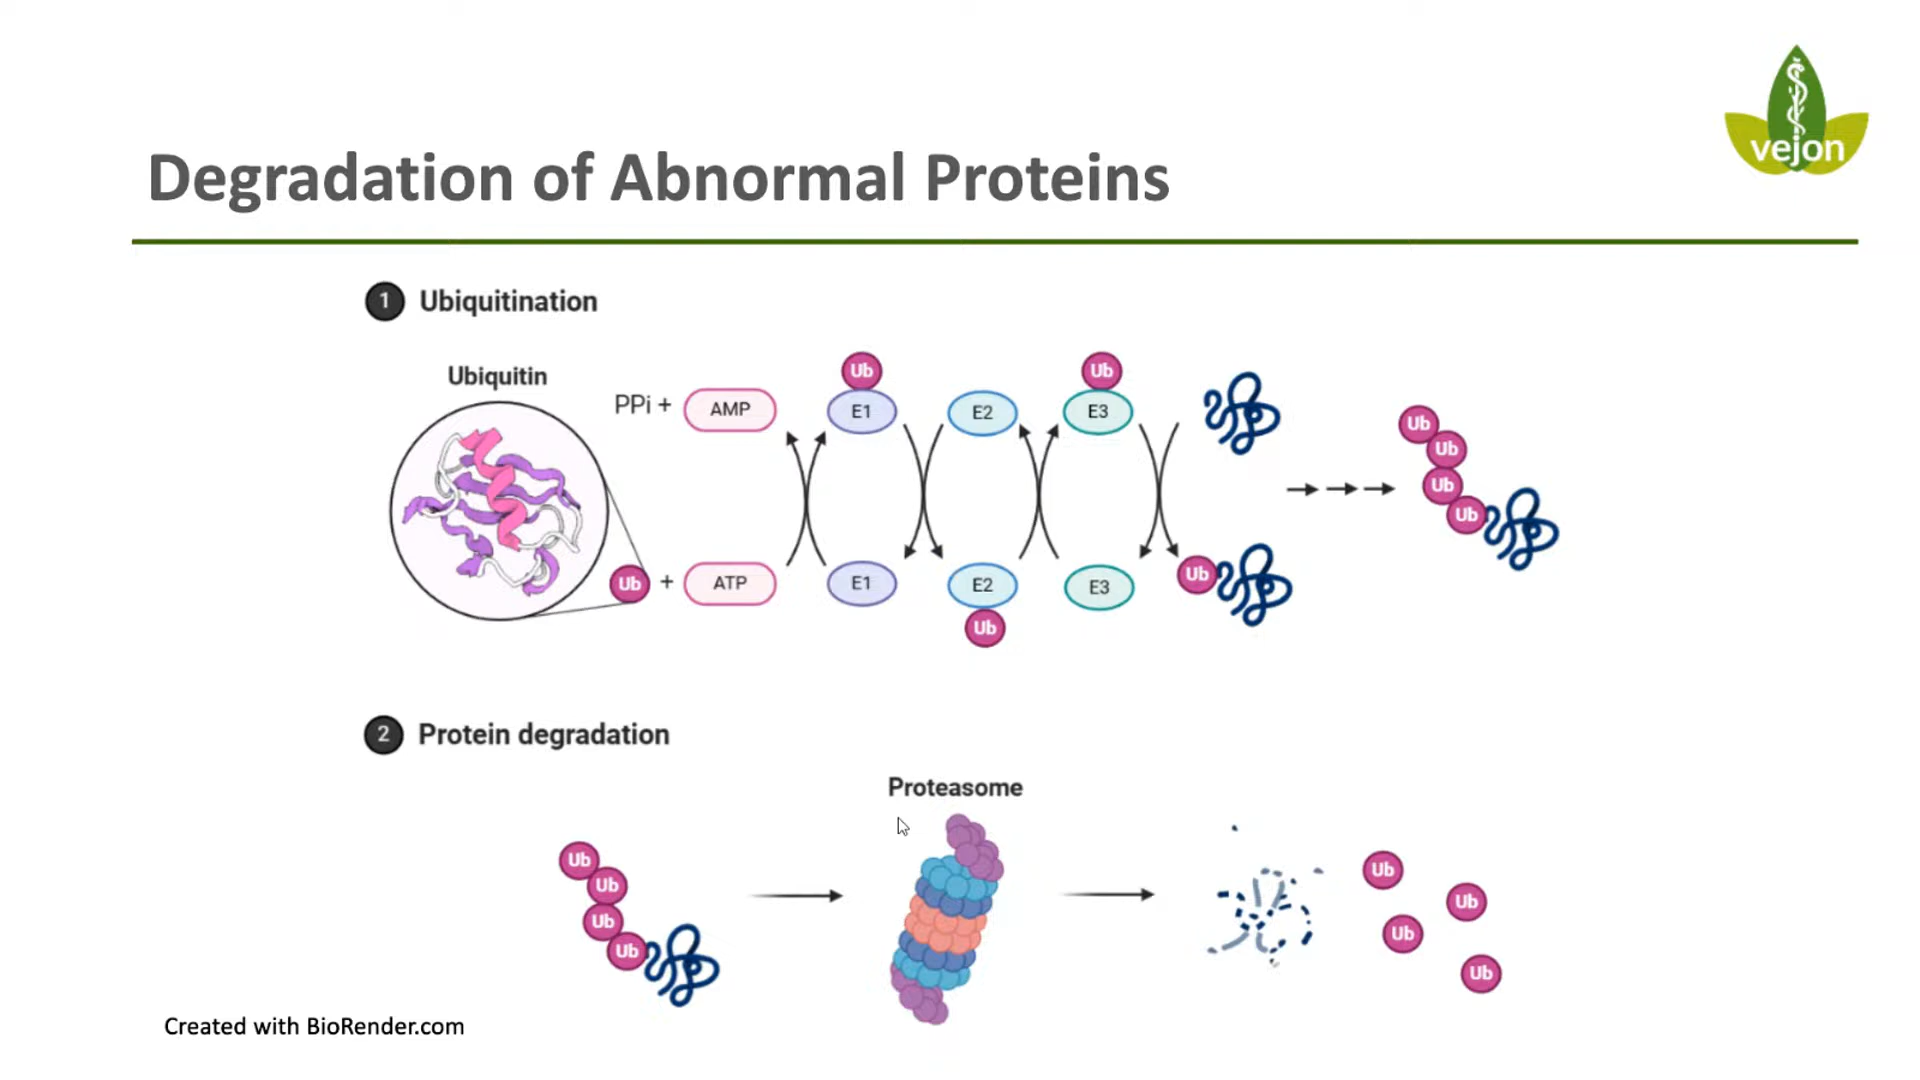 vejon
Degradation of Abnormal Proteins
1 Ubiquitination
Ubiquitin
PPi + AMP
Ub
E1
E2
Ub
E3
Ub + ATP
E1
E2
Ub
E3
Ub
Ub
Ub
Ub
Ub
2 Protein degradation
Proteasome
Ub
Ub
Ub
Ub
Ub
Ub
Ub
Ub
Created with BioRender.com